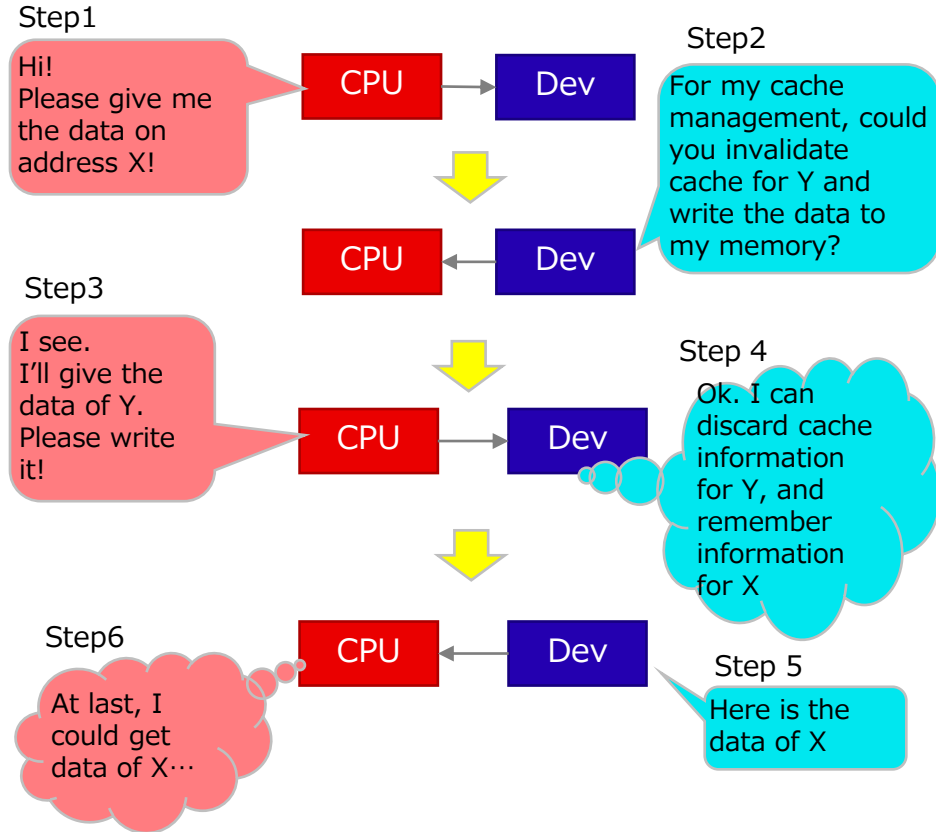 Step1
Hi!
Please give me
the data on
address X!
CPU
Dev
Step2
For my cache
management, could
you invalidate
cache for Y and
write the data to
my memory?
CPU
Dev
Step3
I see.
I’ll give the
data of Y.
Please write
it!
CPU
Dev
Step 4
Ok. I can
discard cache
information
for Y, and
remember
information
for X
CPU
Dev
Step 5
Here is the
data of X
Step6
At last, I
could get
data of X⋯